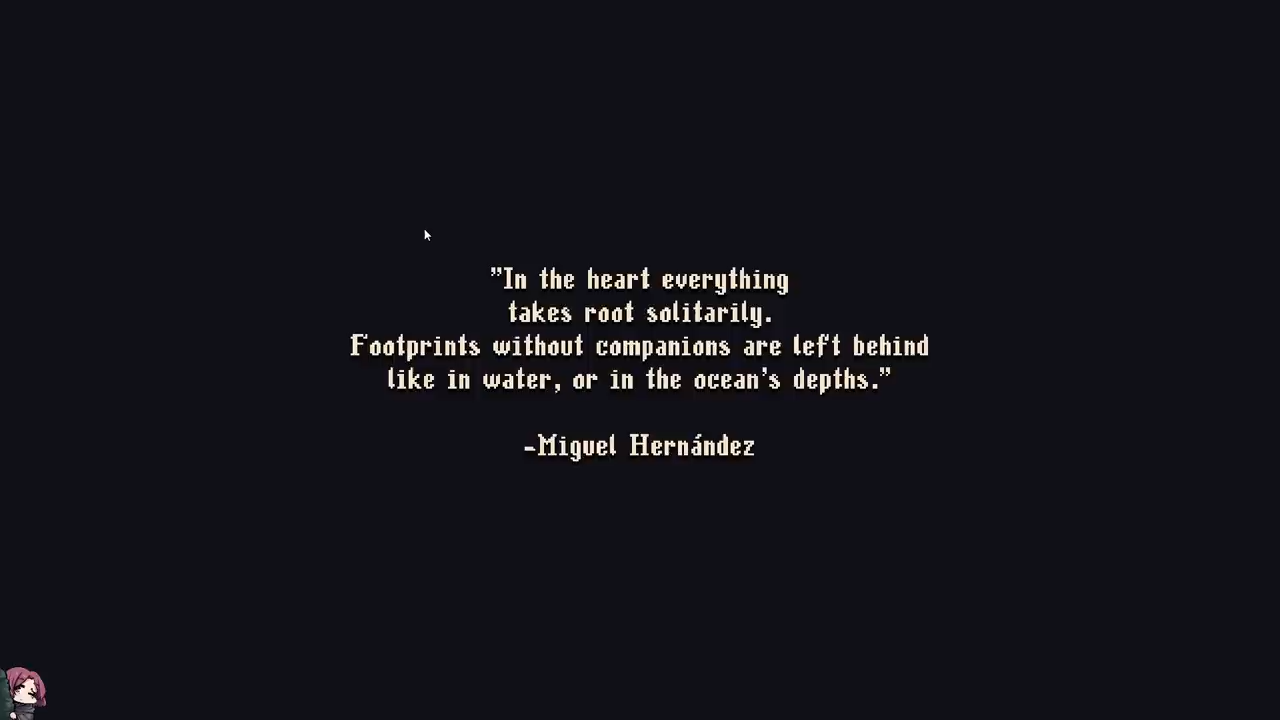 "In the heart everything
takes root solitarily.
Footprints without companions are left behind
like in water, or in the ocean's depths."
-Miguel Hernández